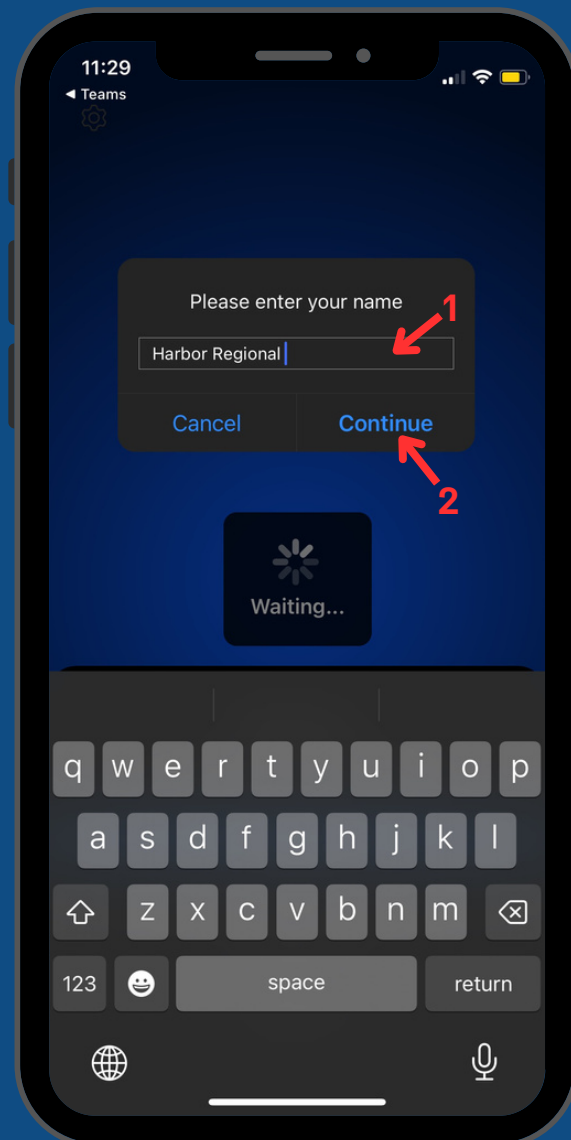 11:29
◀ Teams
Please enter your name
1
Harbor Regional
Cancel Continue
2
Waiting...
q w e r t y u i o p
a s d f g h j k l
z x c v b n m
123 space return